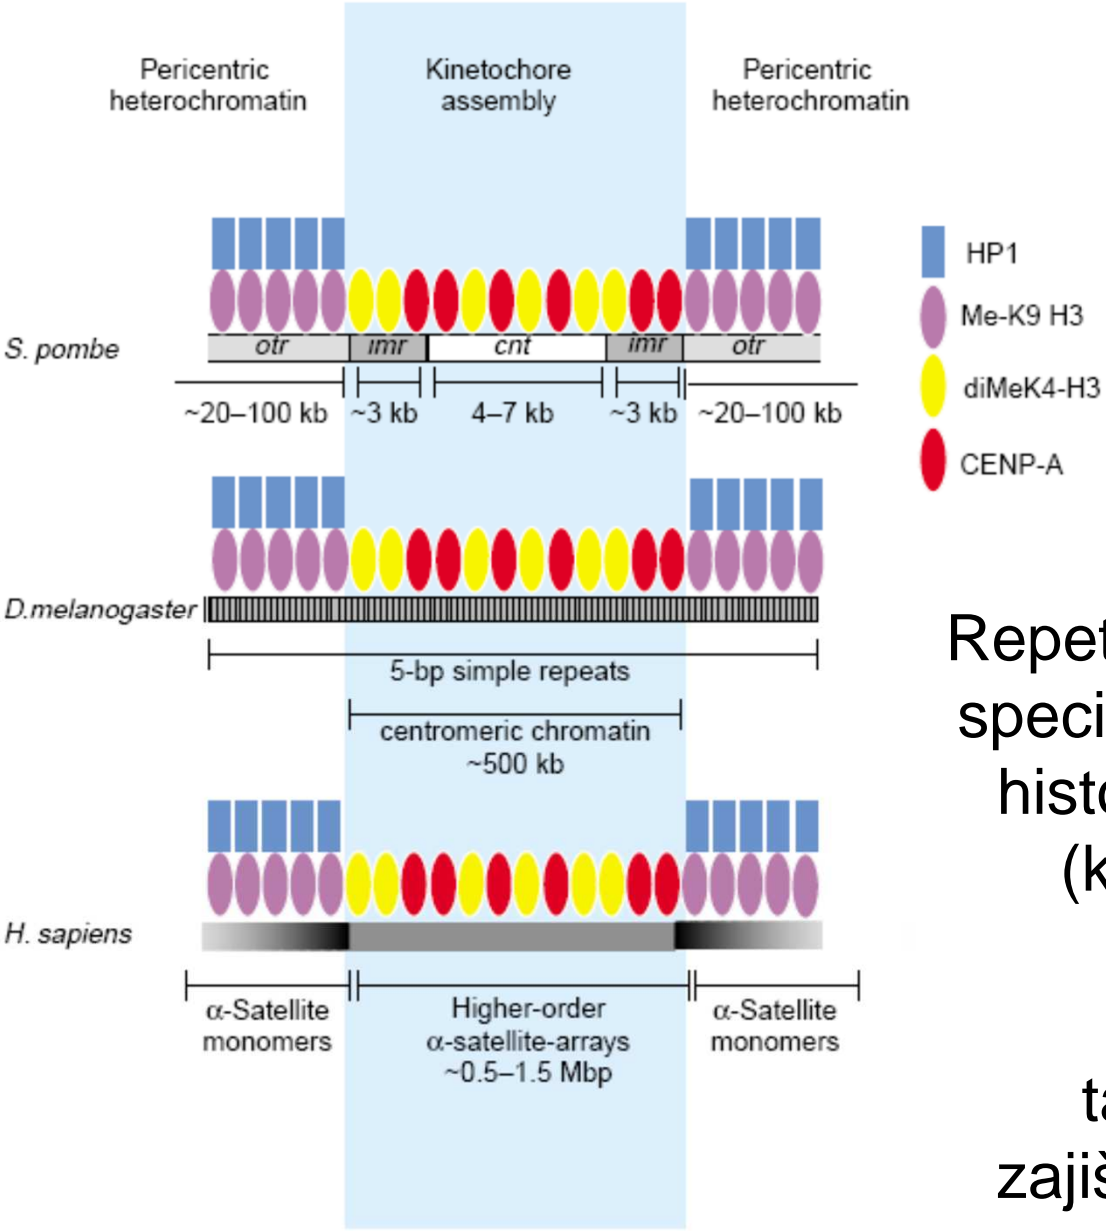 Pericentric
heterochromatin
Kinetochore
assembly
Pericentric
heterochromatin
HP1
Me-K9 H3
diMeK4-H3
CENP-A
S. pombe
otr
imr
cnt
imr
otr
~20–100 kb
~3 kb
4–7 kb
~3 kb
~20–100 kb
D.melanogaster
5-bp simple repeats
centromeric chromatin
~500 kb
H. sapiens
α-Satellite
monomers
Higher-order
α-satellite-arrays
~0.5–1.5 Mbp
α-Satellite
monomers